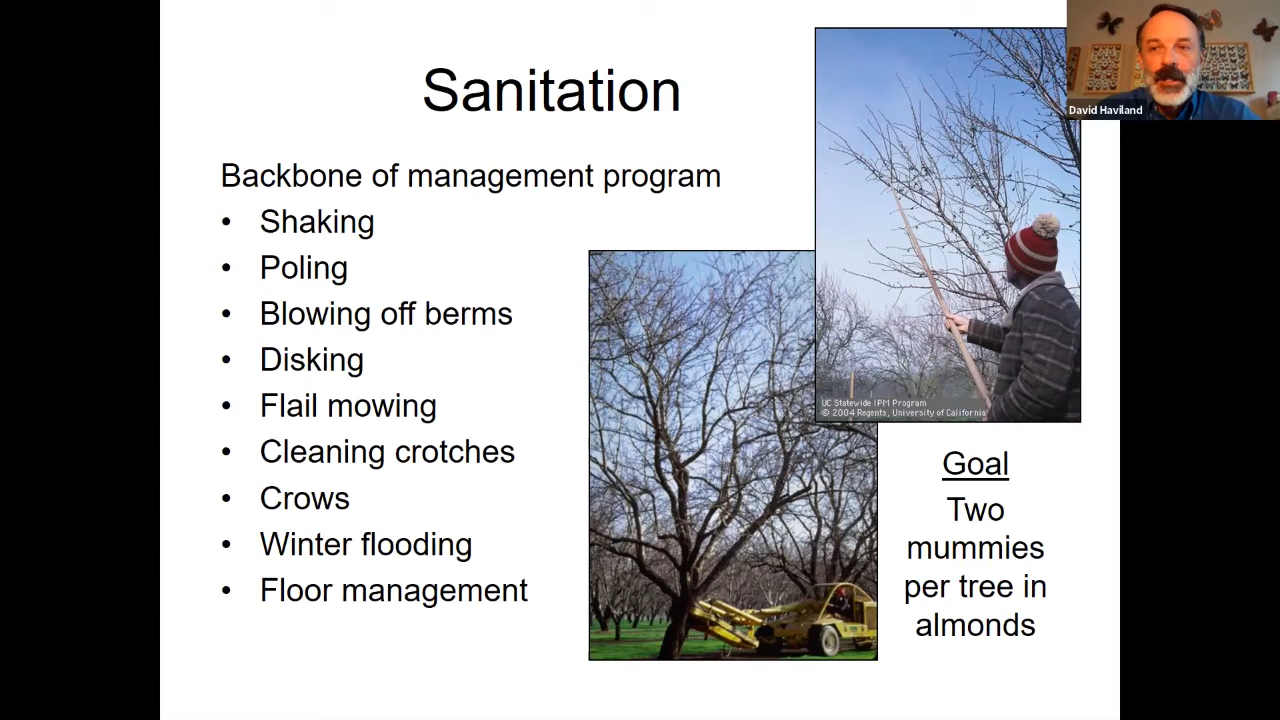 Sanitation
Backbone of management program
• Shaking
• Poling
• Blowing off berms
• Disking
• Flail mowing
• Cleaning crotches
• Crows
• Winter flooding
• Floor management
UC Statewide IPM Program
© 2004 Regents, University of California
Goal
Two
mummies
per tree in
almonds
David Haviland